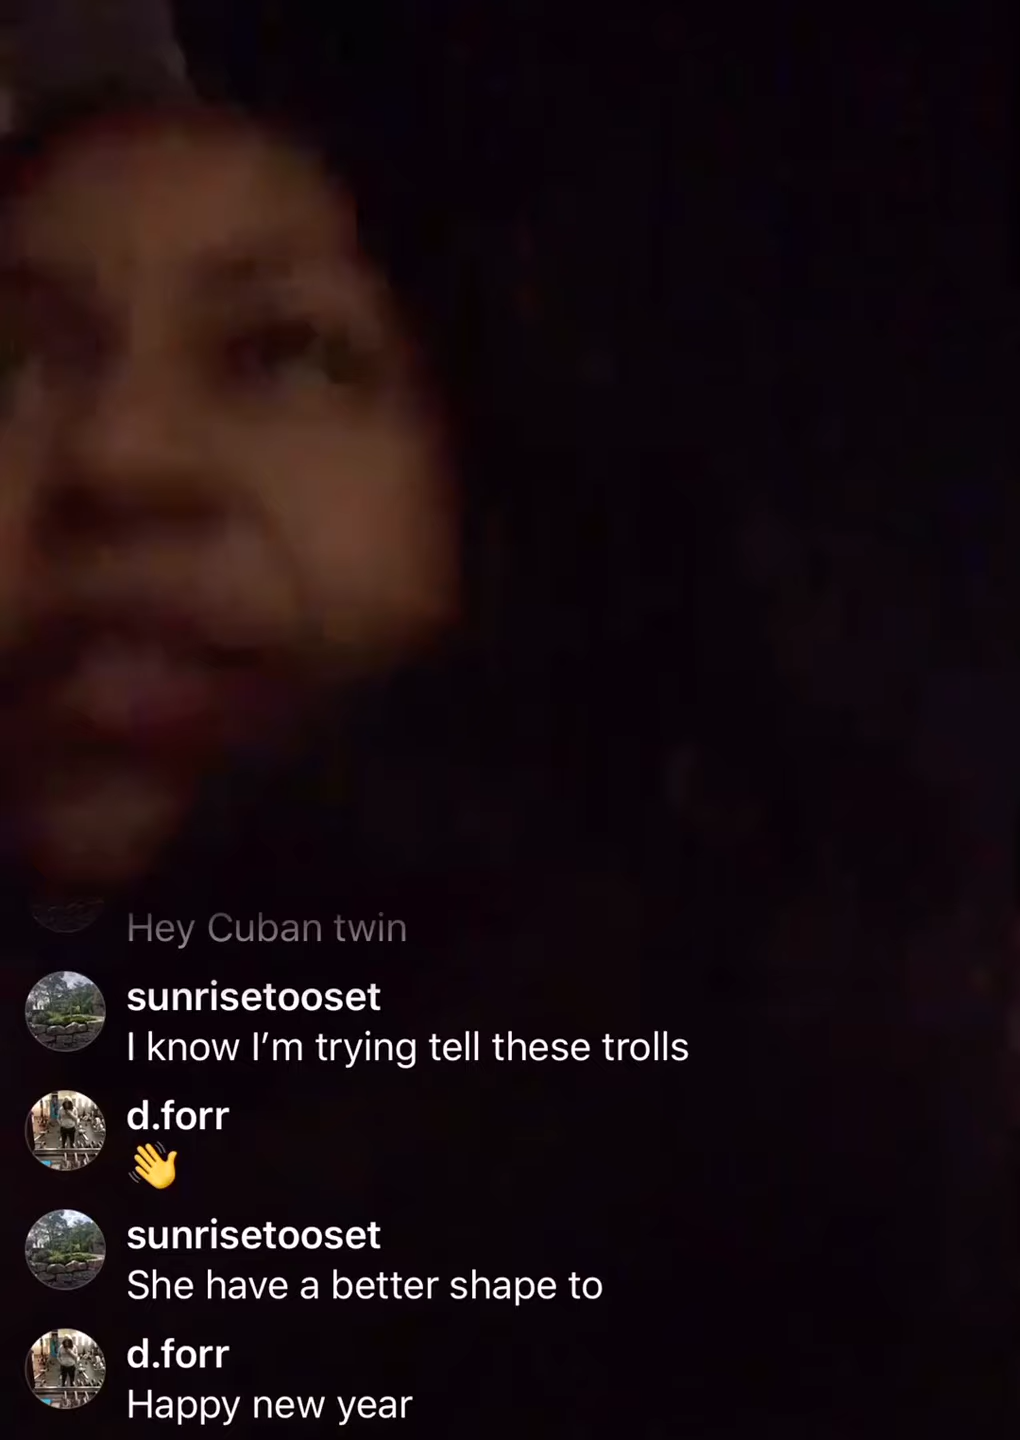 Hey Cuban twin
sunrisetooset
I know I’m trying tell these trolls
d.forr
👋
sunrisetooset
She have a better shape to
d.forr
Happy new year